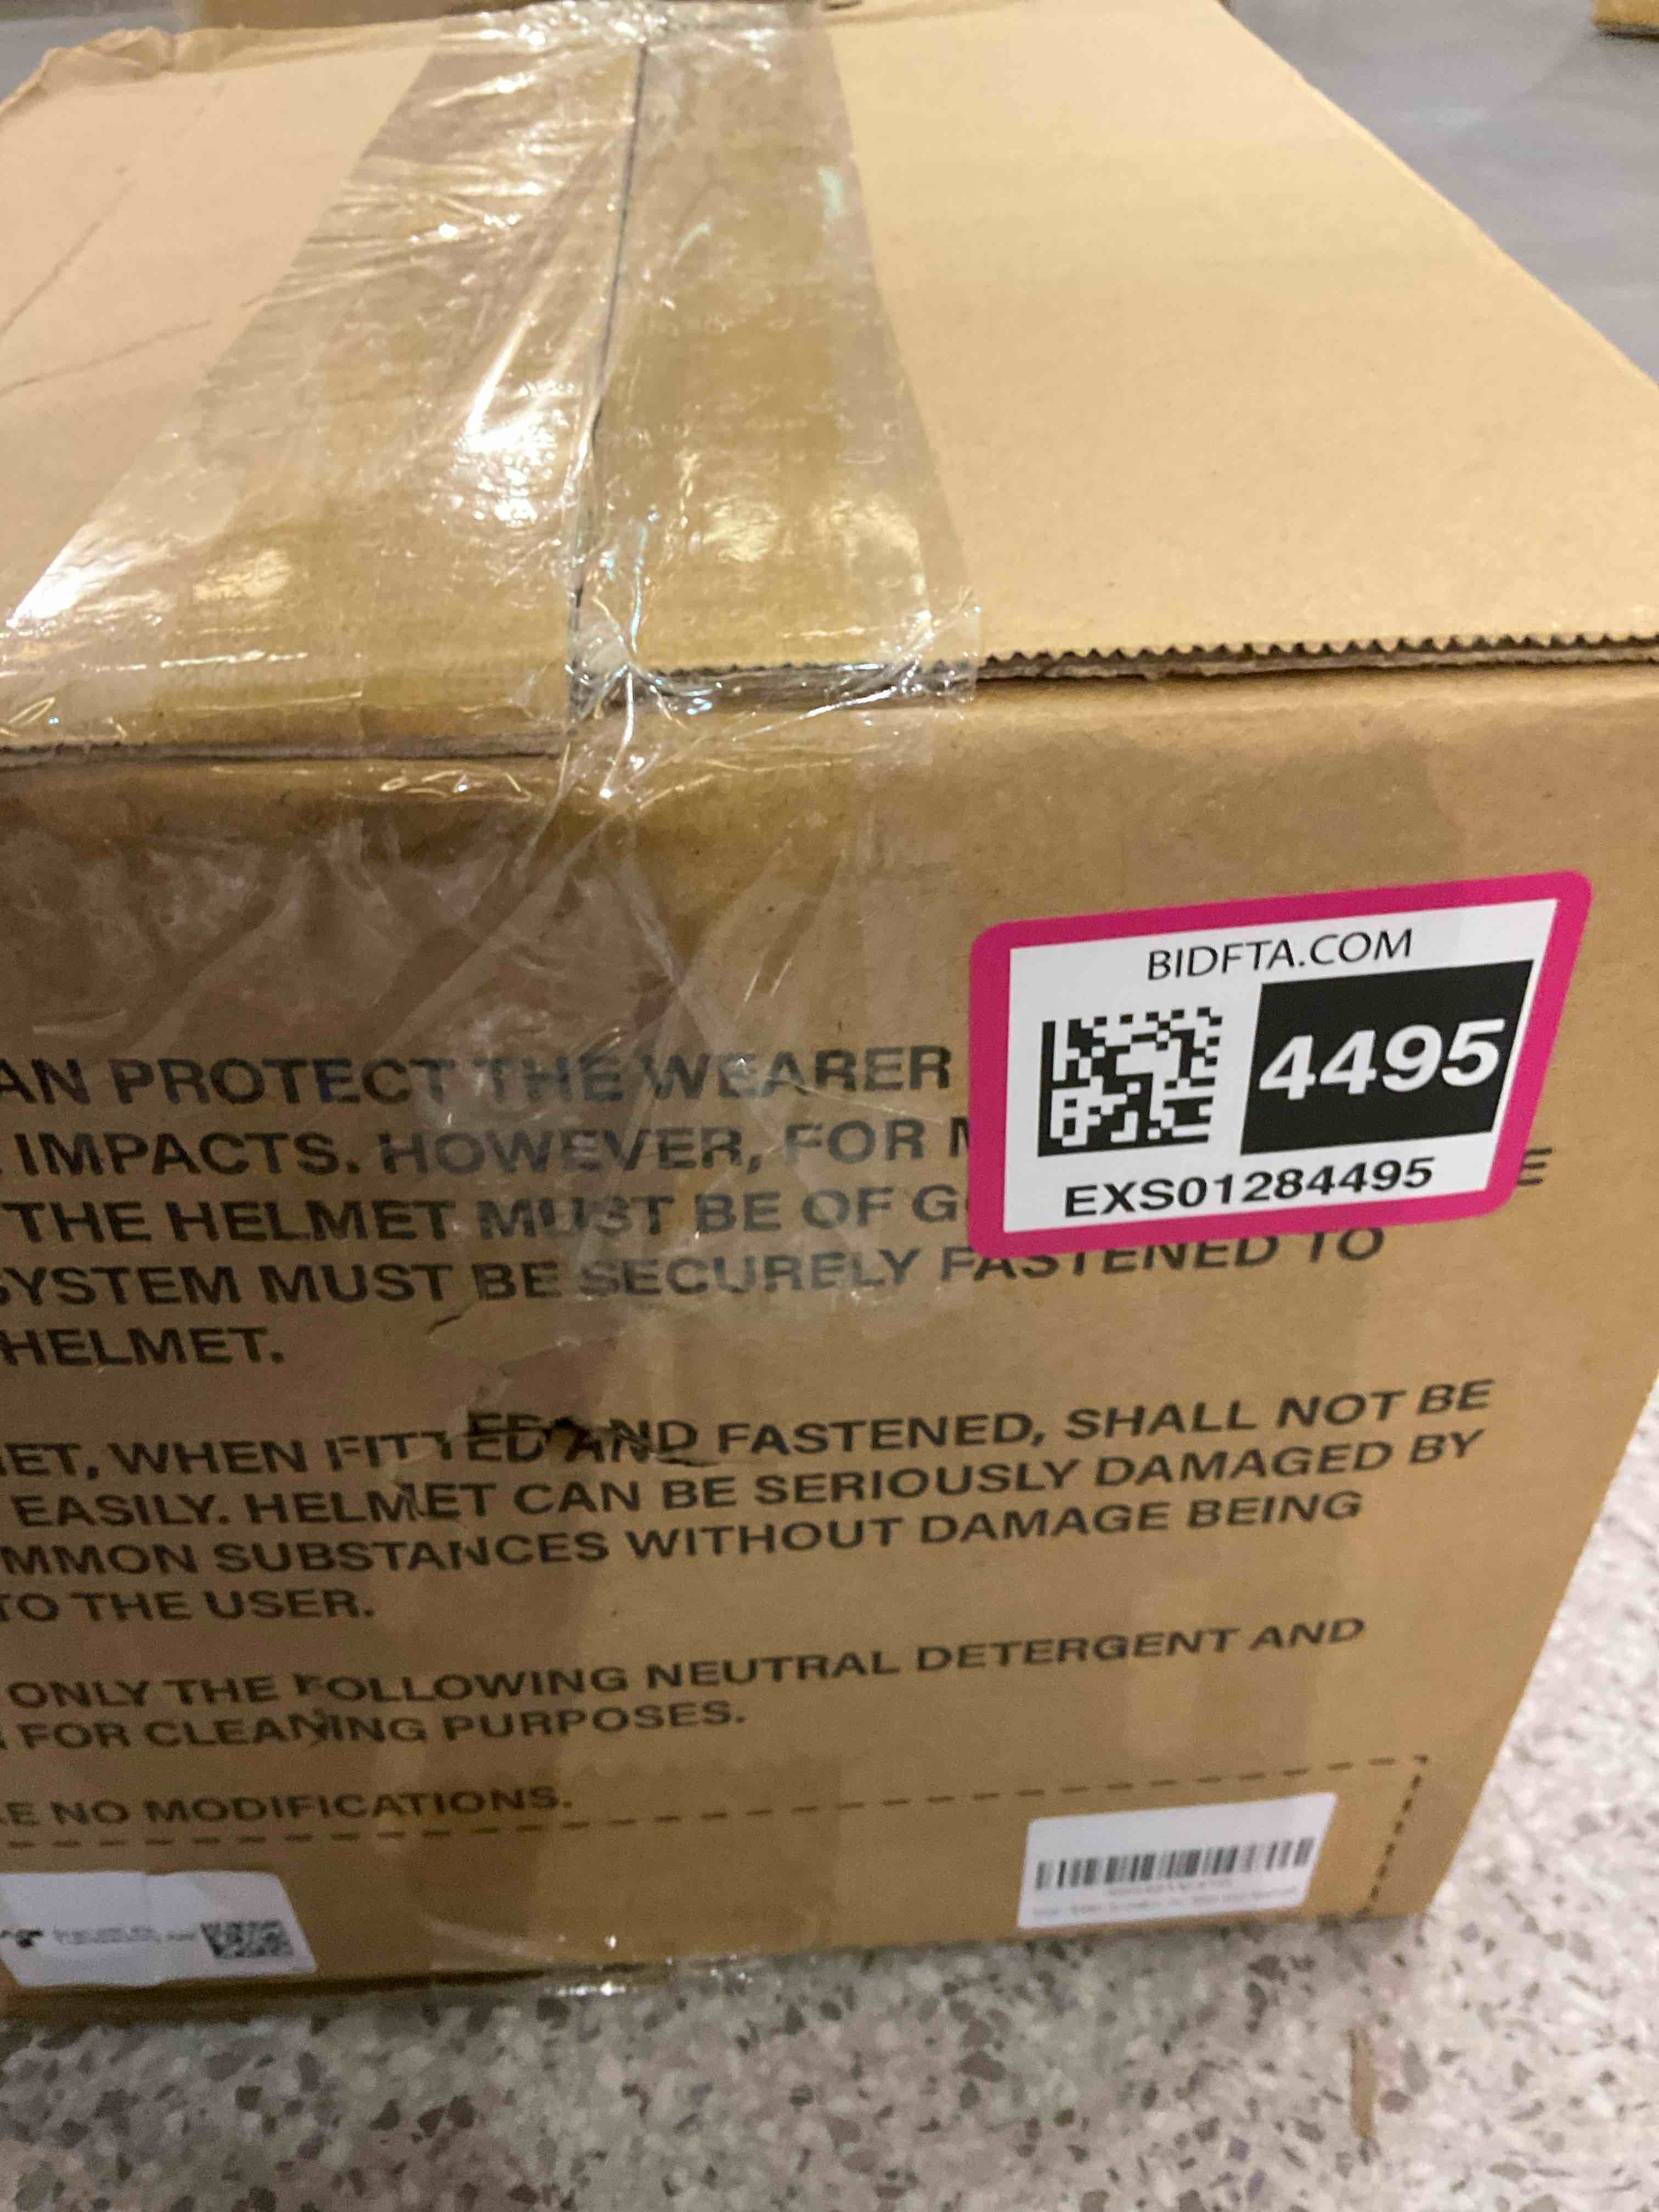 BIDFTA.COM
4495
EXS01284495
AN PROTECT THE WEARER
IMPACTS. HOWEVER, FOR M
THE HELMET MUST BE OF G E
SYSTEM MUST BE SECURELY FASTENED TO
HELMET.
ET, WHEN FITTED AND FASTENED, SHALL NOT BE
EASILY. HELMET CAN BE SERIOUSLY DAMAGED BY
MMON SUBSTANCES WITHOUT DAMAGE BEING
TO THE USER.
ONLY THE FOLLOWING NEUTRAL DETERGENT AND
FOR CLEANING PURPOSES.
E NO MODIFICATIONS.